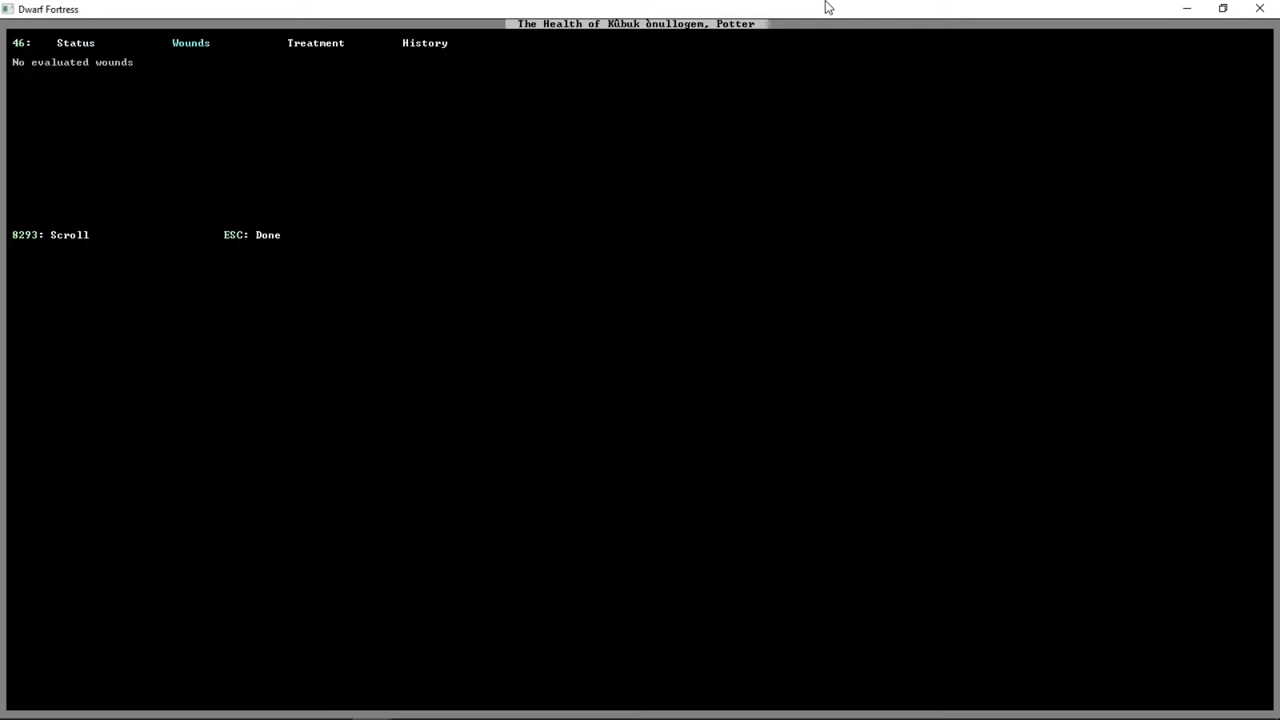 Dwarf Fortress
The Health of Kûbuk ònullogem, Potter
46: Status Wounds Treatment History
No evaluated wounds
8293: Scroll ESC: Done